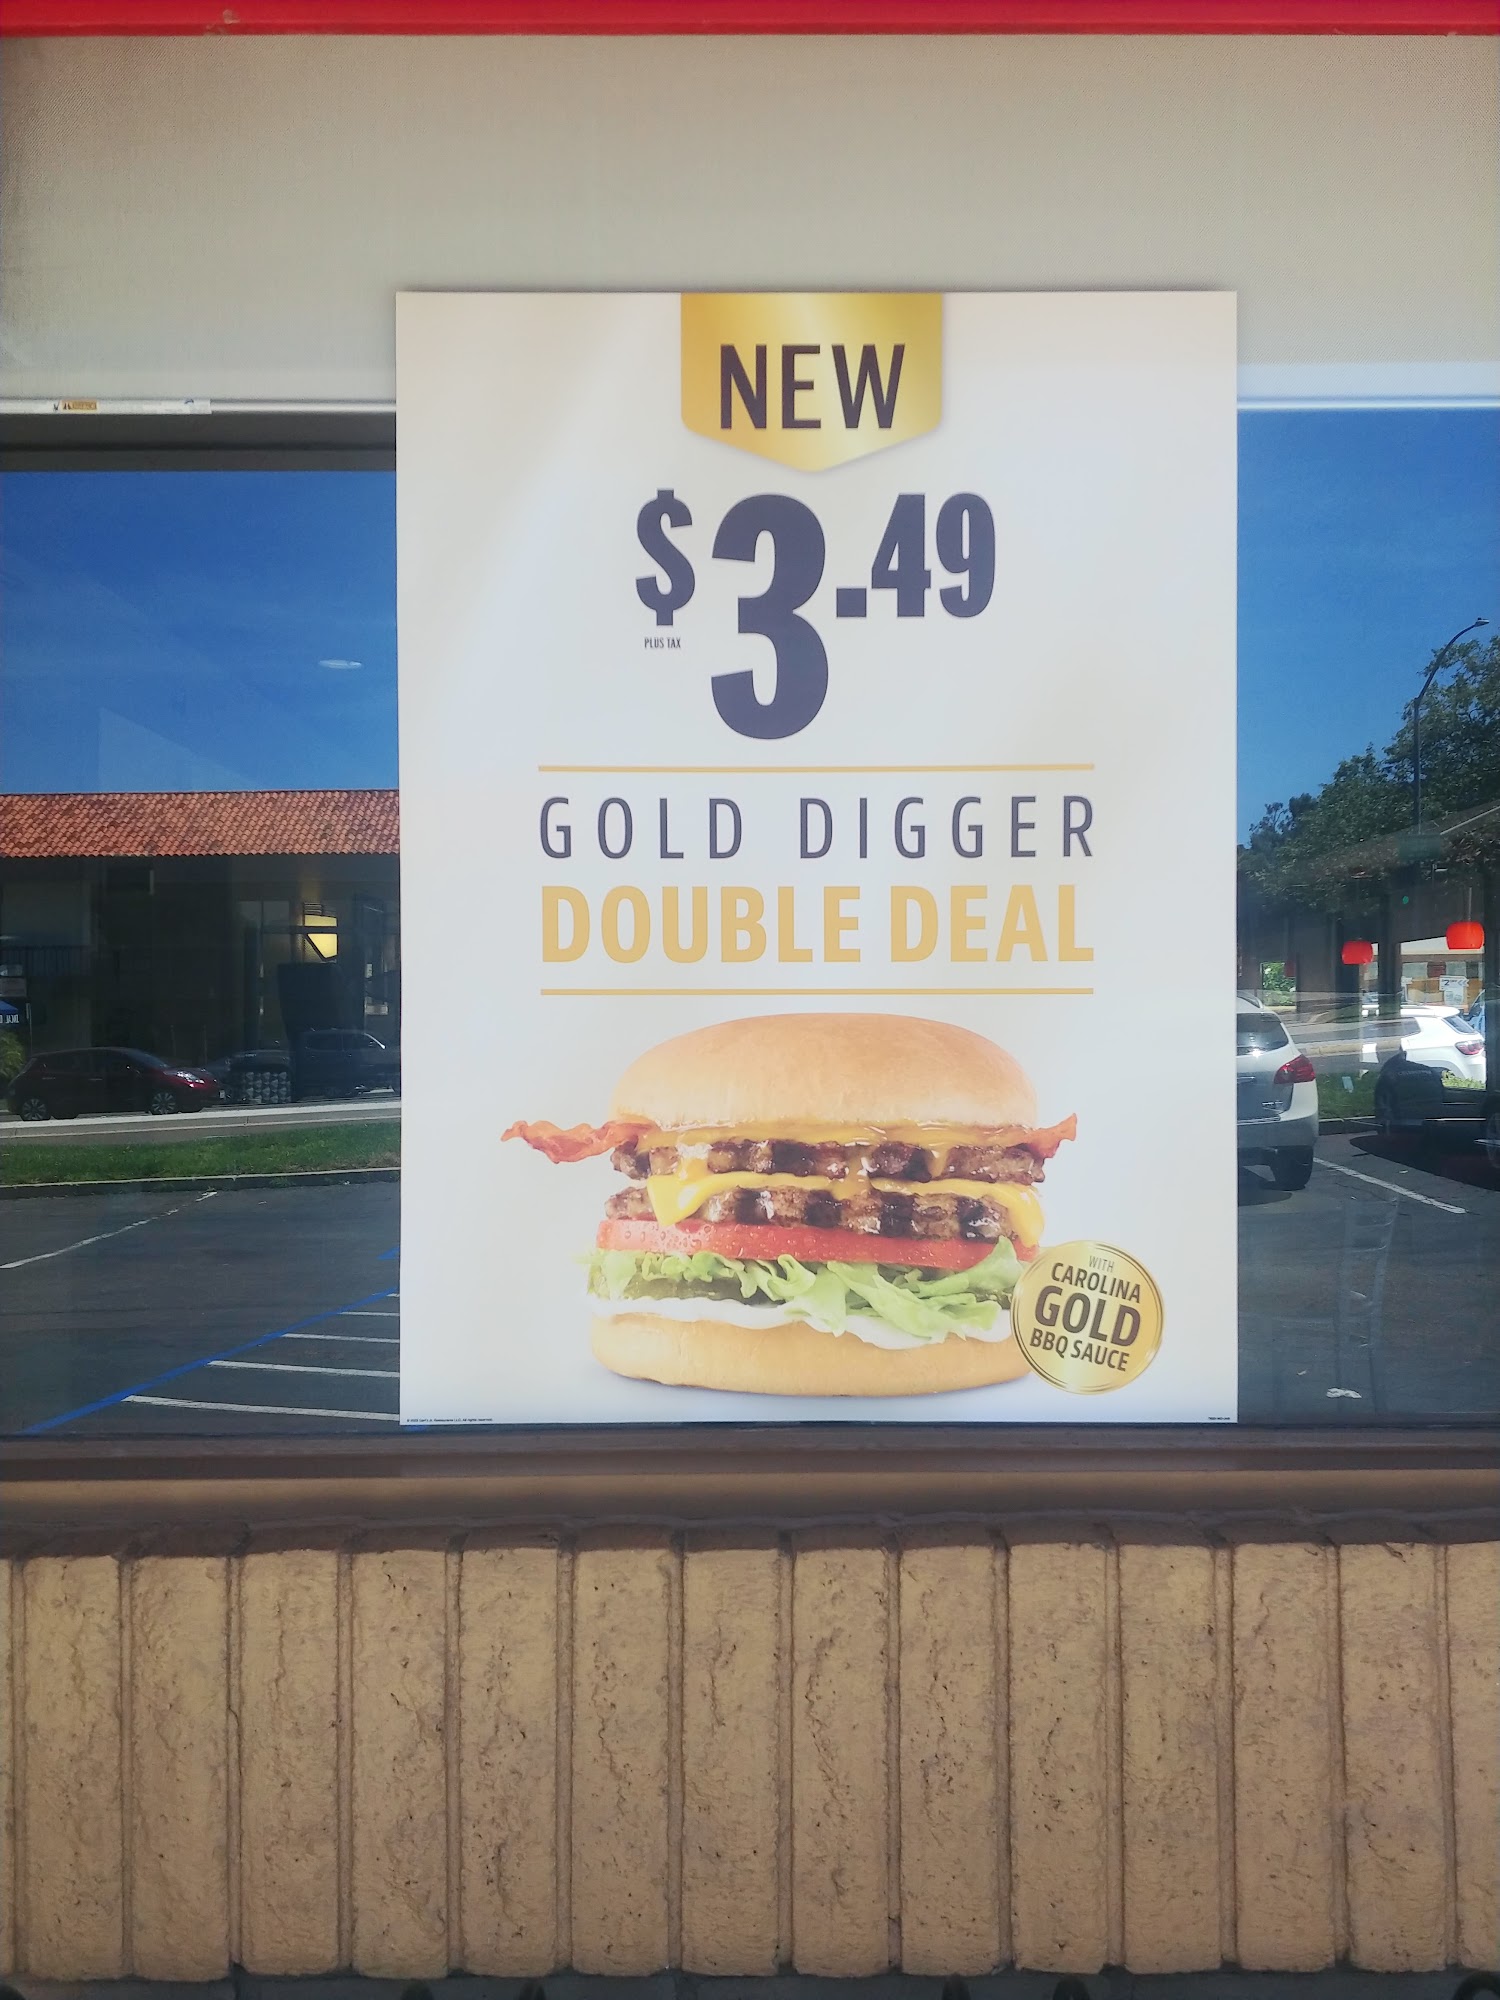 NEW
$3.49
PLUS TAX
GOLD DIGGER
DOUBLE DEAL
WITH
CAROLINA
GOLD
BBQ SAUCE